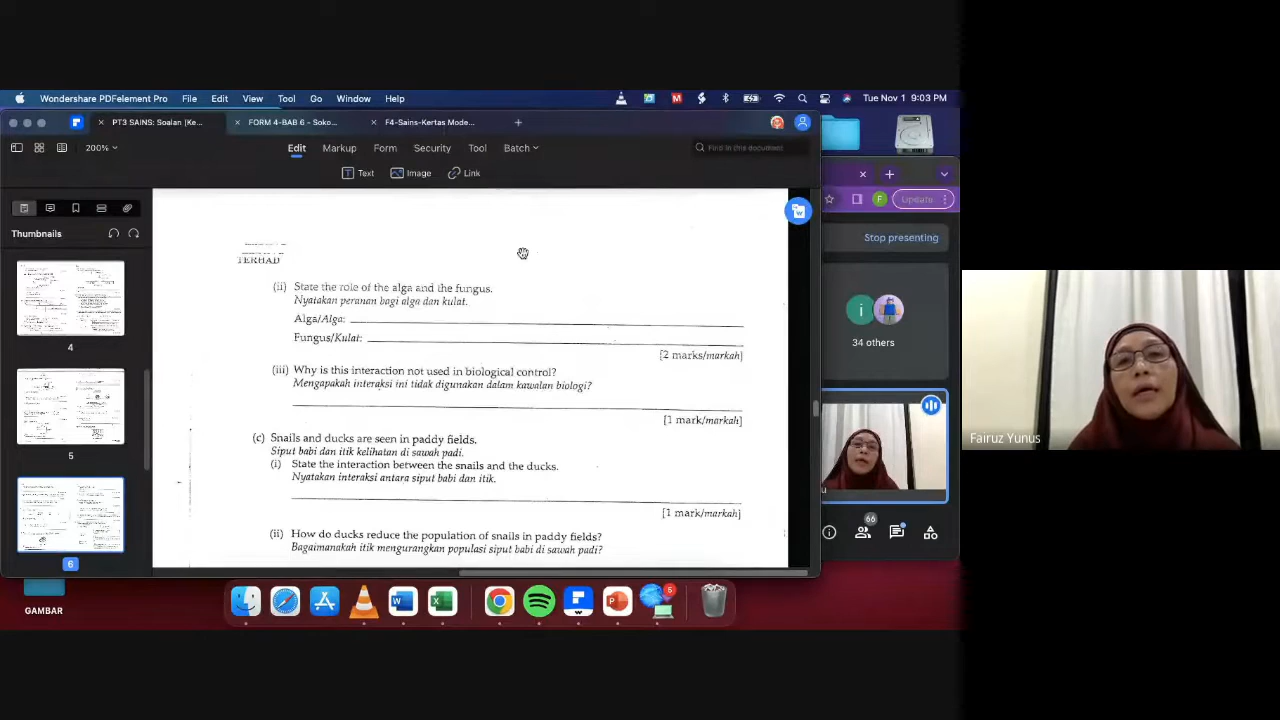 Wondershare PDFelement Pro File Edit View Tool Go Window Help
Tue Nov 1 9:03 PM
PT3 SAINS: Soalan |Ke...
FORM 4-BAB 6 - Soko...
F4-Sains-Kertas Mode...
200%
Edit Markup Form Security Tool Batch
Find in this document
Text Image Link
Update
Thumbnails
4
5
6
TERHAD
(ii) State the role of the alga and the fungus.
Nyatakan peranan bagi alga dan kulat.
Alga/Alga:
Fungus/Kulat:
[2 marks/markah]
(iii) Why is this interaction not used in biological control?
Mengapakah interaksi ini tidak digunakan dalam kawalan biologi?
[1 mark/markah]
(c) Snails and ducks are seen in paddy fields.
Siput babi dan itik kelihatan di sawah padi.
(i) State the interaction between the snails and the ducks.
Nyatakan interaksi antara siput babi dan itik.
[1 mark/markah]
(ii) How do ducks reduce the population of snails in paddy fields?
Bagaimanakah itik mengurangkan populasi siput babi di sawah padi?
F
Stop presenting
i
34 others
u
66
Fairuz Yunus
GAMBAR
5